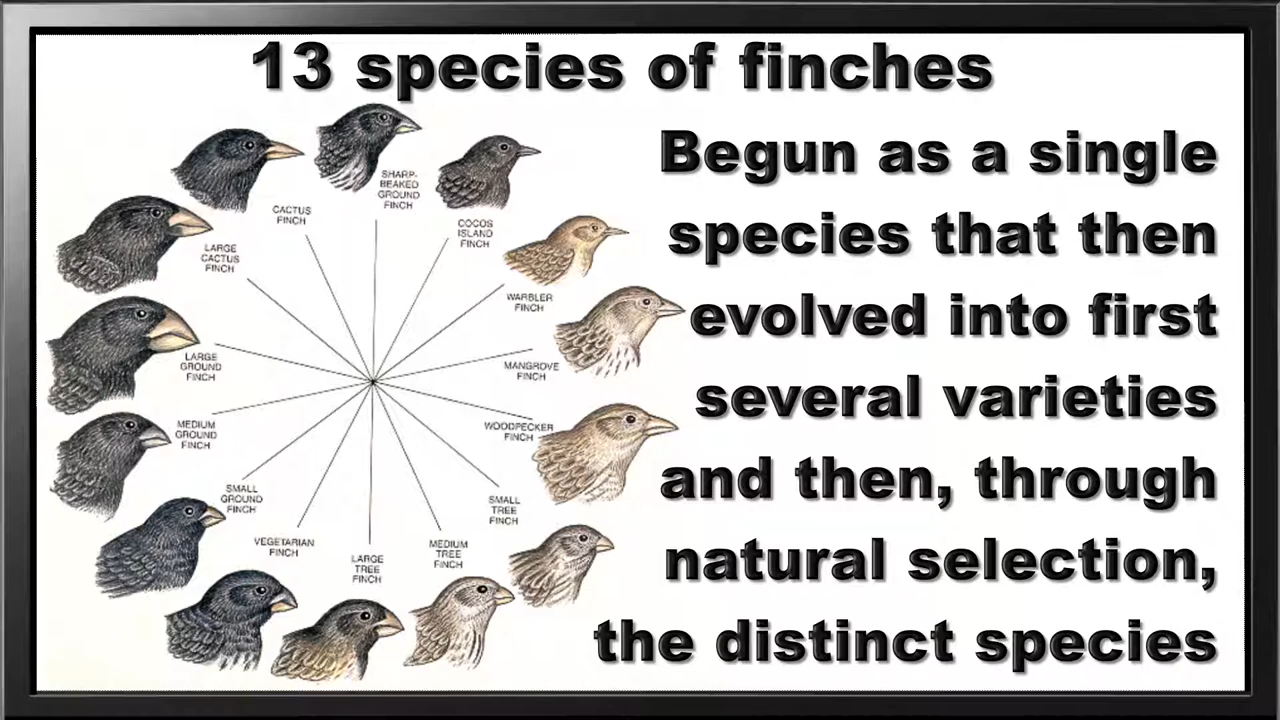 13 species of finches
Begun as a single
species that then
evolved into first
several varieties
and then, through
natural selection,
the distinct species
SHARP-
BEAKED
GROUND
FINCH
COCOS
ISLAND
FINCH
WARBLER
FINCH
MANGROVE
FINCH
WOODPECKER
FINCH
SMALL
TREE
FINCH
MEDIUM
TREE
FINCH
LARGE
TREE
FINCH
VEGETARIAN
FINCH
SMALL
GROUND
FINCH
MEDIUM
GROUND
FINCH
LARGE
GROUND
FINCH
LARGE
CACTUS
FINCH
CACTUS
FINCH